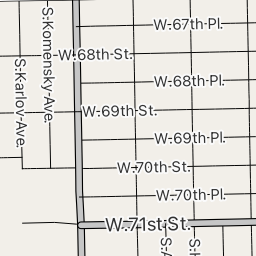 W. 67th Pl.
W. 68th St.
W. 68th Pl.
W. 69th St.
W. 69th Pl.
W. 70th St.
W. 70th Pl.
W. 71st St.
S. Komensky Ave.
S. Karlov Ave.